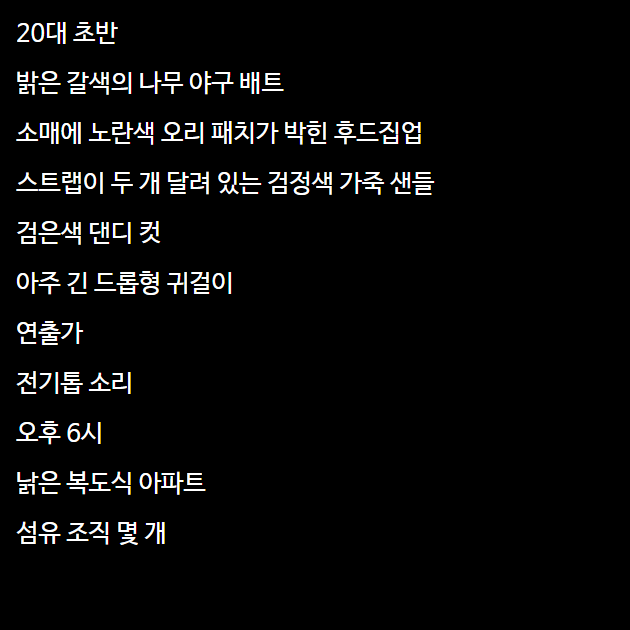 20대 초반
밝은 갈색의 나무 야구 배트
소매에 노란색 오리 패치가 박힌 후드집업
스트랩이 두 개 달려 있는 검정색 가죽 샌들
검은색 댄디 컷
아주 긴 드롭형 귀걸이
연출가
전기톱 소리
오후 6시
낡은 복도식 아파트
섬유 조직 몇 개